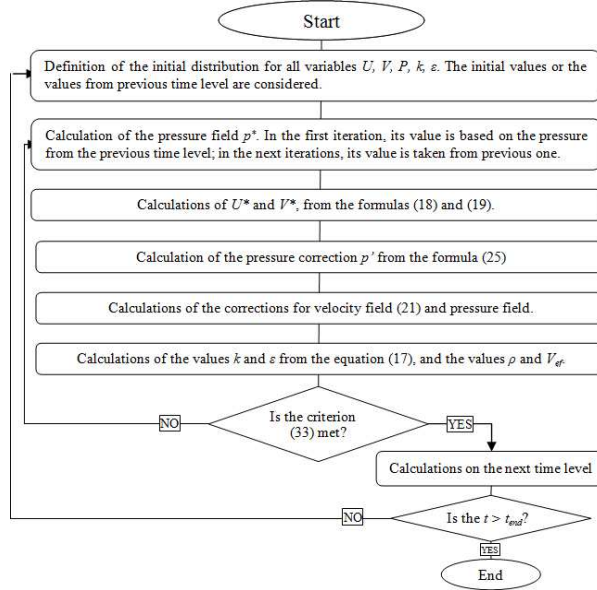 Start
Definition of the initial distribution for all variables U, V, P, k, ε. The initial values or the
values from previous time level are considered.
Calculation of the pressure field p*. In the first iteration, its value is based on the pressure
from the previous time level; in the next iterations, its value is taken from previous one.
Calculations of U* and V*, from the formulas (18) and (19).
Calculation of the pressure correction p' from the formula (25)
Calculations of the corrections for velocity field (21) and pressure field.
Calculations of the values k and ε from the equation (17), and the values ρ and Vef.
Is the criterion
(33) met?
NO
YES
Calculations on the next time level
Is the t > tend?
NO
YES
End